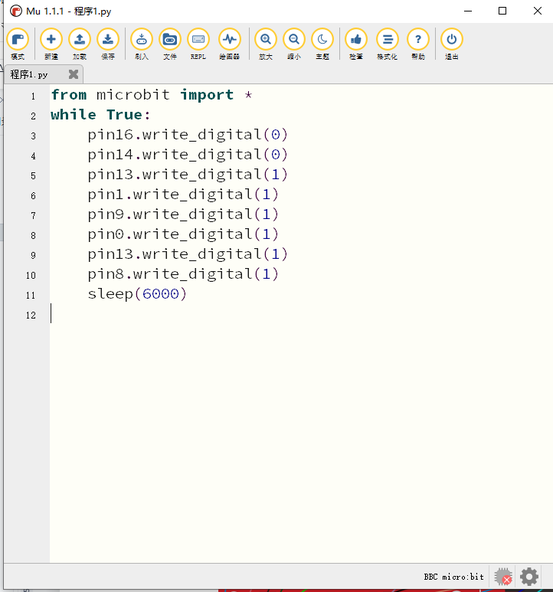 Mu 1.1.1 - 程序1.py
模式 新建 加载 保存 刷入 文件 REPL 绘图器 放大 缩小 主题 检查 格式化 帮助 退出
程序1.py
1 from microbit import *
2 while True:
3 pin16.write_digital(0)
4 pin14.write_digital(0)
5 pin13.write_digital(1)
6 pin1.write_digital(1)
7 pin9.write_digital(1)
8 pin0.write_digital(1)
9 pin13.write_digital(1)
10 pin8.write_digital(1)
11 sleep(6000)
12
BBC micro:bit